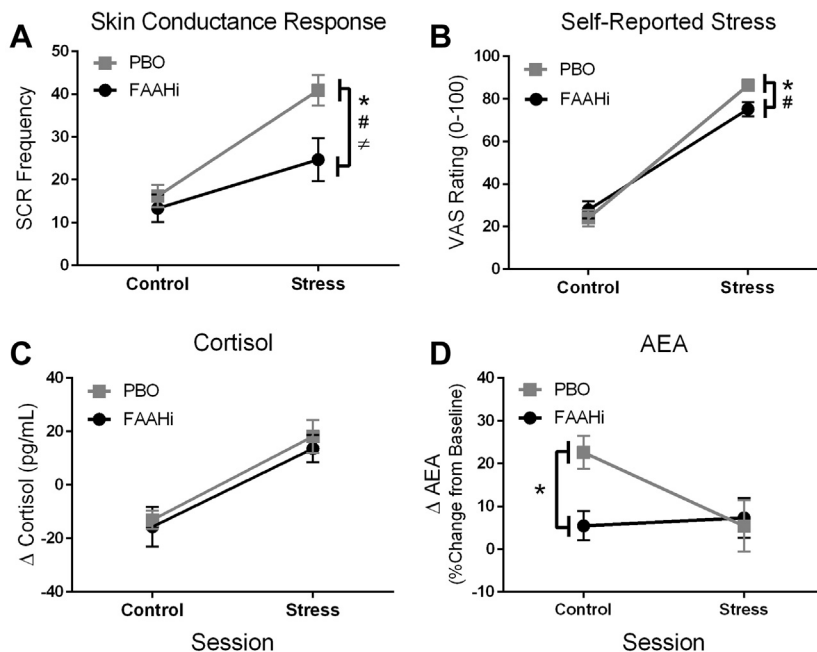 A
Skin Conductance Response
PBO
FAAHi
SCR Frequency
50
40
30
20
10
0
*
#
≠
Control
Stress
B
Self-Reported Stress
PBO
FAAHi
VAS Rating (0-100)
100
80
60
40
20
0
*
#
Control
Stress
C
Cortisol
PBO
FAAHi
Δ Cortisol (pg/mL)
40
20
0
-20
-40
Control
Stress
Session
D
AEA
PBO
FAAHi
Δ AEA
(%Change from Baseline)
40
30
20
10
0
-10
*
Control
Stress
Session